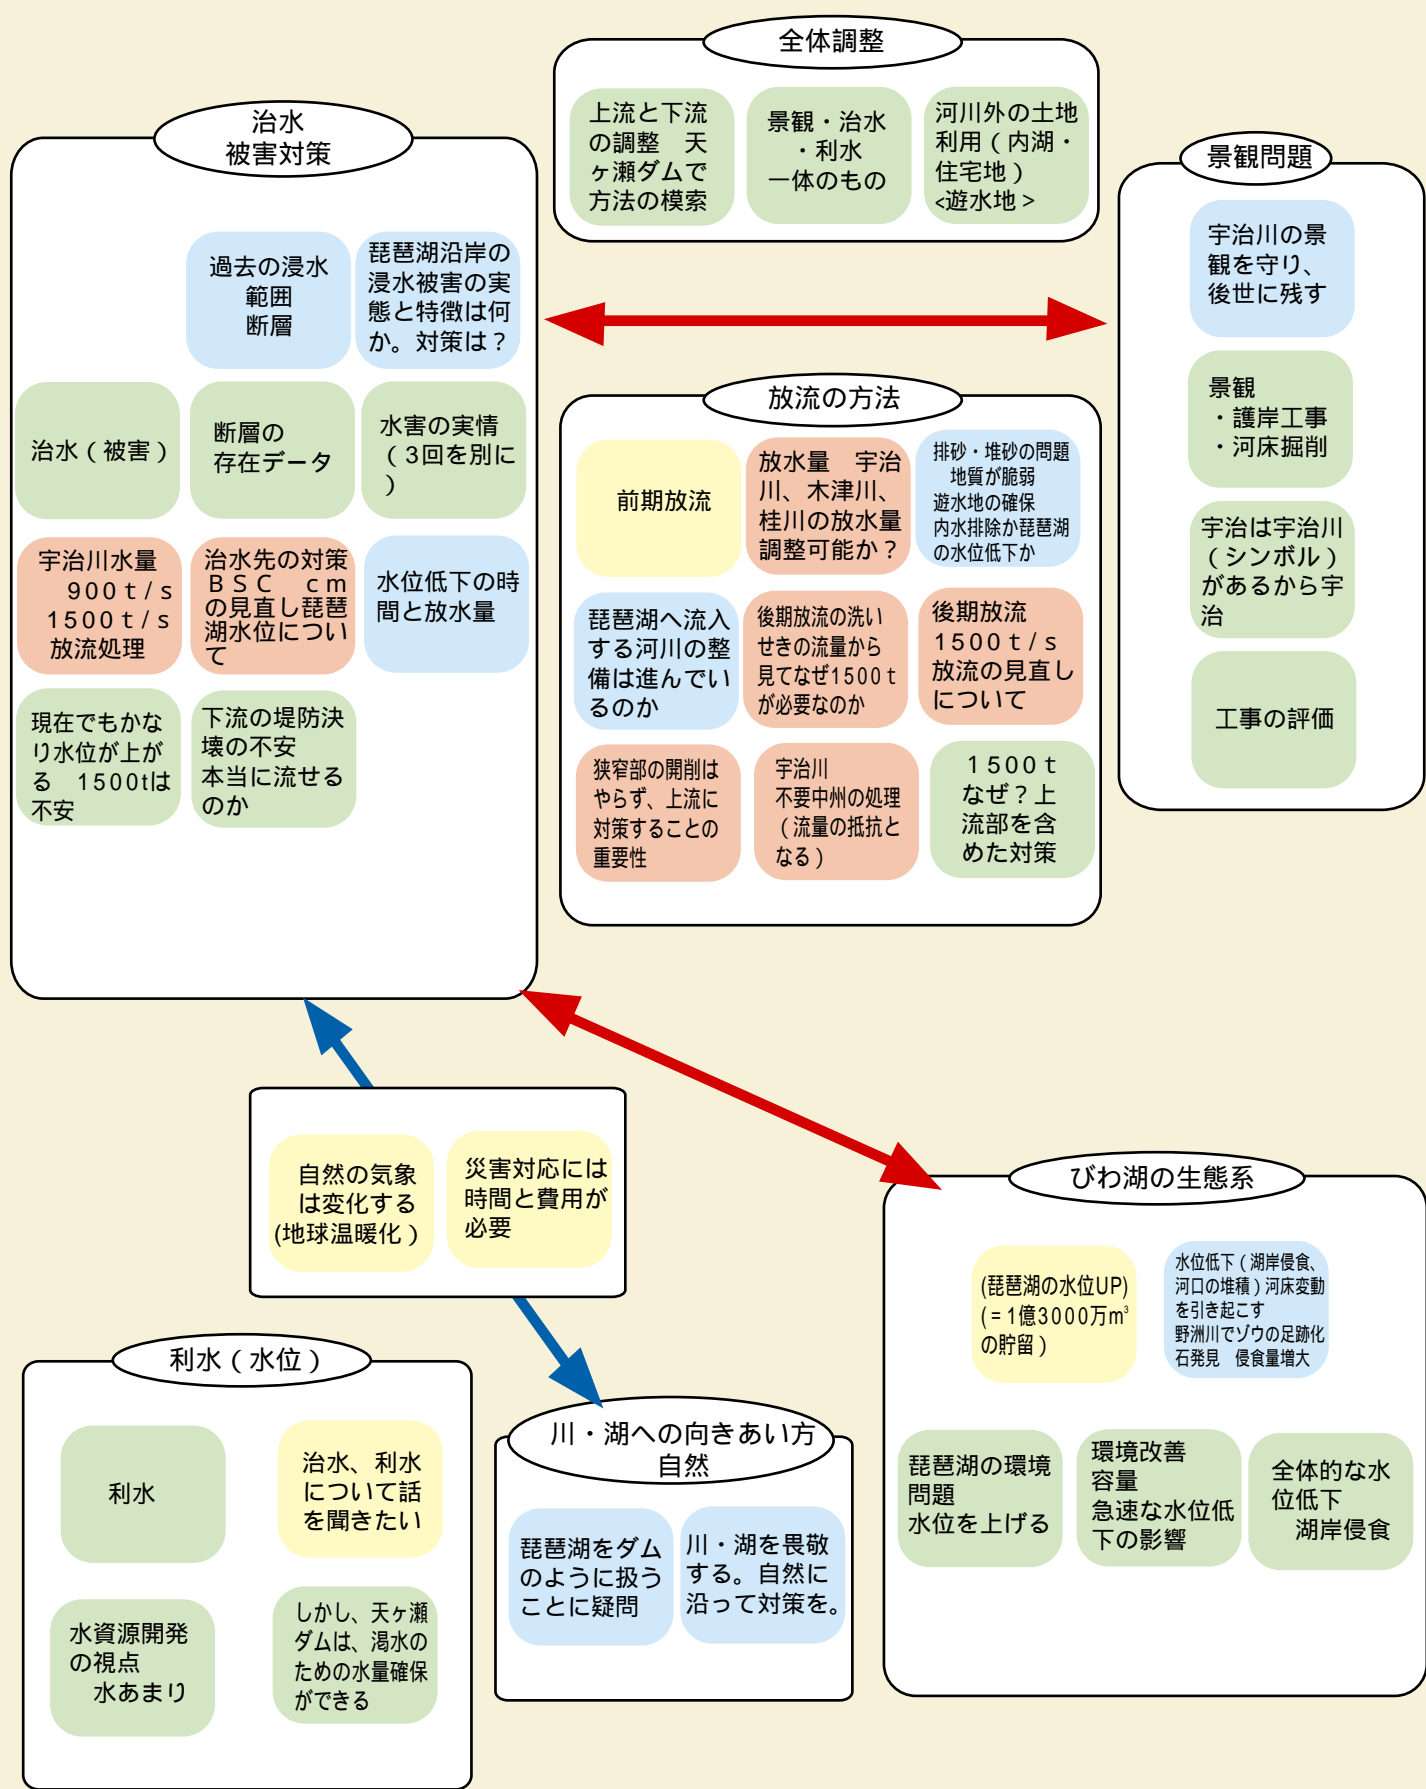 全体調整
上流と下流
の調整　天
ヶ瀬ダムで
方法の模索
景観・治水
・利水
一体のもの
河川外の土地
利用（内湖・
住宅地）
<遊水地＞
治水
被害対策
過去の浸水
範囲
断層
琵琶湖沿岸の
浸水被害の実
態と特徴は何
か。対策は？
治水（被害）
断層の
存在データ
水害の実情
（3回を別に
）
宇治川水量
900ｔ/ｓ
1500ｔ/ｓ
放流処理
治水先の対策
ＢＳＣ　ｃｍ
の見直し琵琶
湖水位につい
て
水位低下の時
間と放水量
現在でもかな
り水位が上が
る　1500tは
不安
下流の堤防決
壊の不安
本当に流せる
のか
景観問題
宇治川の景
観を守り、
後世に残す
景観
・護岸工事
・河床掘削
宇治は宇治川
（シンボル）
があるから宇
治
工事の評価
放流の方法
前期放流
放水量　宇治
川、木津川、
桂川の放水量
調整可能か？
排砂・堆砂の問題
地質が脆弱
遊水地の確保
内水排除か琵琶湖
の水位低下か
琵琶湖へ流入
する河川の整
備は進んでい
るのか
後期放流の洗い
せきの流量から
見てなぜ1500ｔ
が必要なのか
後期放流
1500ｔ/ｓ
放流の見直し
について
狭窄部の開削は
やらず、上流に
対策することの
重要性
宇治川
不要中州の処理
（流量の抵抗と
なる）
1500ｔ
なぜ？上
流部を含
めた対策
自然の気象
は変化する
(地球温暖化）
災害対応には
時間と費用が
必要
びわ湖の生態系
(琵琶湖の水位UP)
(＝1億3000万m³
の貯留）
水位低下（湖岸侵食、
河口の堆積）河床変動
を引き起こす
野洲川でゾウの足跡化
石発見　侵食量増大
琵琶湖の環境
問題
水位を上げる
環境改善
容量
急速な水位低
下の影響
全体的な水
位低下
湖岸侵食
利水（水位）
利水
治水、利水
について話
を聞きたい
水資源開発
の視点
水あまり
しかし、天ヶ瀬
ダムは、渇水の
ための水量確保
ができる
川・湖への向きあい方
自然
琵琶湖をダム
のように扱う
ことに疑問
川・湖を畏敬
する。自然に
沿って対策を。